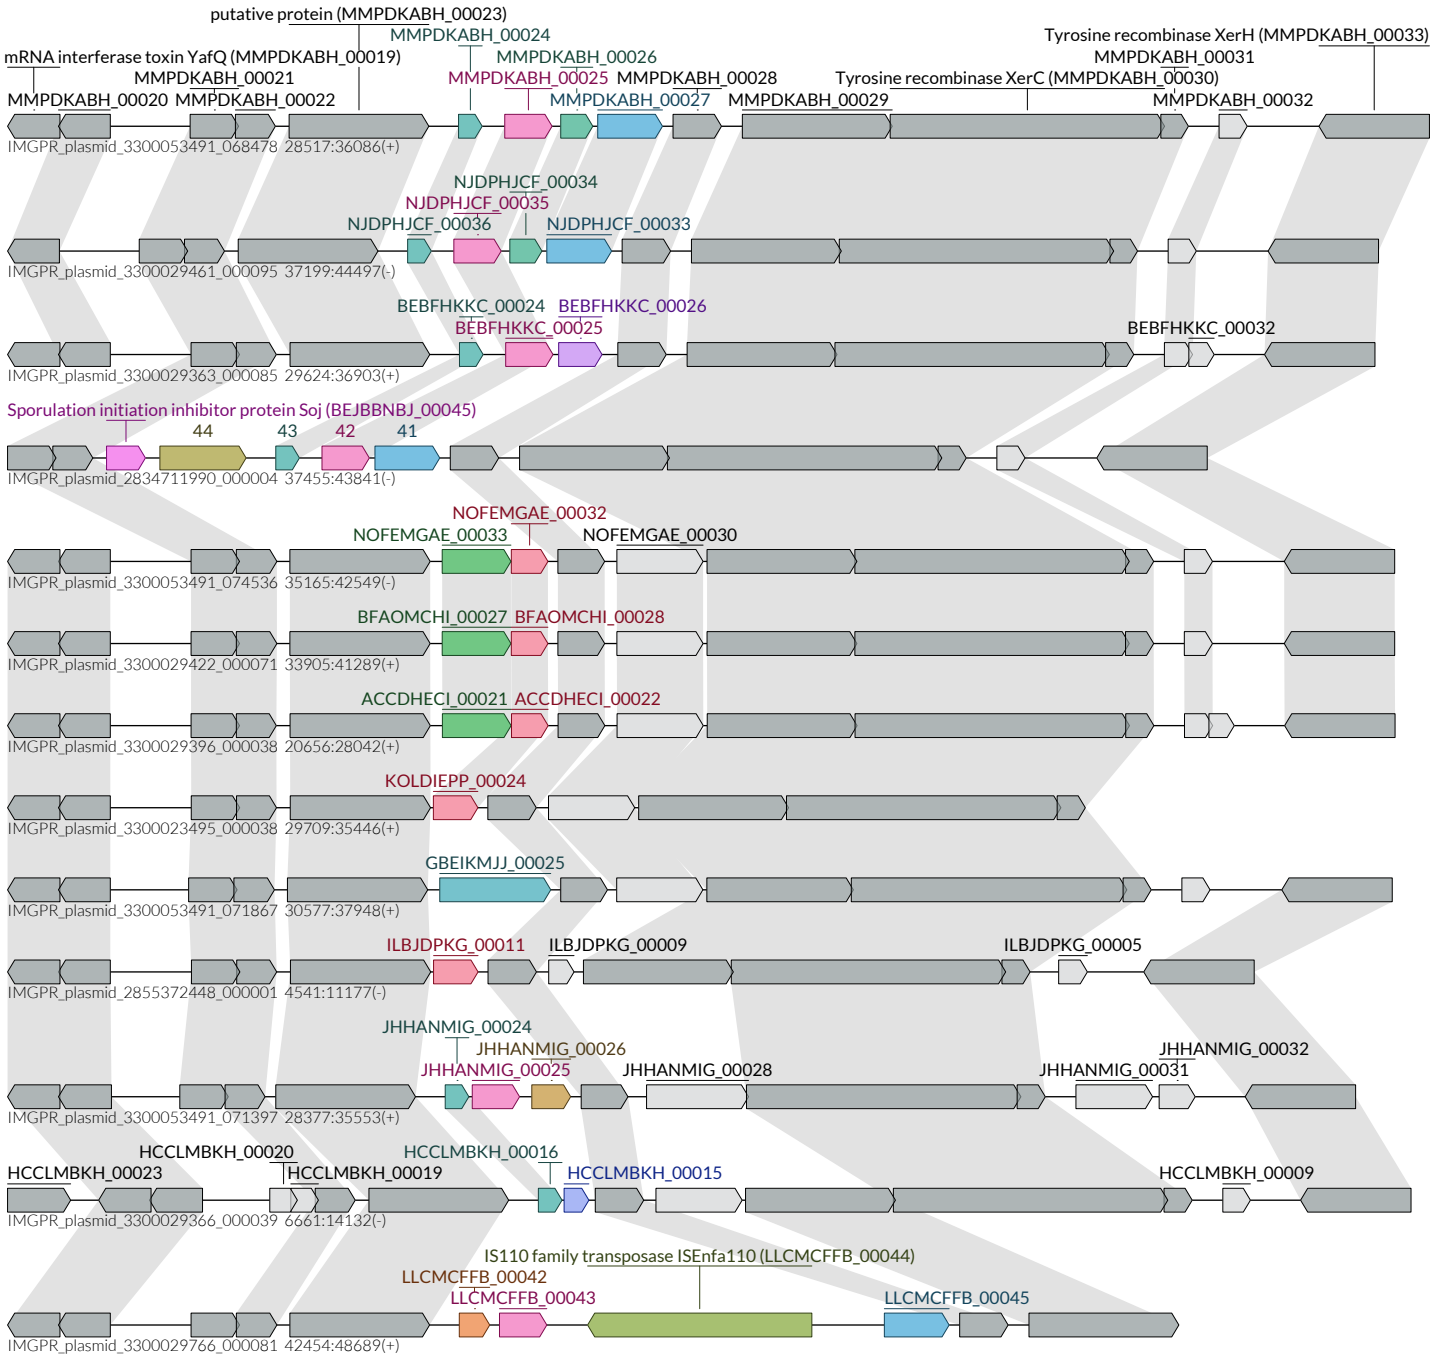 putative protein (MMPDKABH_00023)
MMPDKABH_00024
Tyrosine recombinase XerH (MMPDKABH_00033)
mRNA interferase toxin YafQ (MMPDKABH_00019)
MMPDKABH_00026
MMPDKABH_00031
MMPDKABH_00021
MMPDKABH_00025
MMPDKABH_00028
Tyrosine recombinase XerC (MMPDKABH_00030)
MMPDKABH_00020
MMPDKABH_00022
MMPDKABH_00027
MMPDKABH_00029
MMPDKABH_00032
IMGPR_plasmid_3300053491_068478 28517:36086(+)
NJDPHJCF_00034
NJDPHJCF_00035
NJDPHJCF_00036
NJDPHJCF_00033
IMGPR_plasmid_3300029461_000095 37199:44497(-)
BEBFHKKC_00024
BEBFHKKC_00026
BEBFHKKC_00025
BEBFHKKC_00032
IMGPR_plasmid_3300029363_000085 29624:36903(+)
Sporulation initiation inhibitor protein Soj (BEJBBNBJ_00045)
44
43
42
41
IMGPR_plasmid_2834711990_000004 37455:43841(-)
NOFEMGAE_00032
NOFEMGAE_00033
NOFEMGAE_00030
IMGPR_plasmid_3300053491_074536 35165:42549(-)
BFAOMCHI_00027
BFAOMCHI_00028
IMGPR_plasmid_3300029422_000071 33905:41289(+)
ACCDHECI_00021
ACCDHECI_00022
IMGPR_plasmid_3300029396_000038 20656:28042(+)
KOLDIEPP_00024
IMGPR_plasmid_3300023495_000038 29709:35446(+)
GBEIKMJJ_00025
IMGPR_plasmid_3300053491_071867 30577:37948(+)
ILBJDPKG_00011
ILBJDPKG_00009
ILBJDPKG_00005
IMGPR_plasmid_2855372448_000001 4541:11177(-)
JHHANMIG_00024
JHHANMIG_00026
JHHANMIG_00032
JHHANMIG_00025
JHHANMIG_00028
JHHANMIG_00031
IMGPR_plasmid_3300053491_071397 28377:35553(+)
HCCLMBKH_00020
HCCLMBKH_00016
HCCLMBKH_00023
HCCLMBKH_00019
HCCLMBKH_00015
HCCLMBKH_00009
IMGPR_plasmid_3300029366_000039 6661:14132(-)
IS110 family transposase ISEnfa110 (LLCMCFFB_00044)
LLCMCFFB_00042
LLCMCFFB_00043
LLCMCFFB_00045
IMGPR_plasmid_3300029766_000081 42454:48689(+)